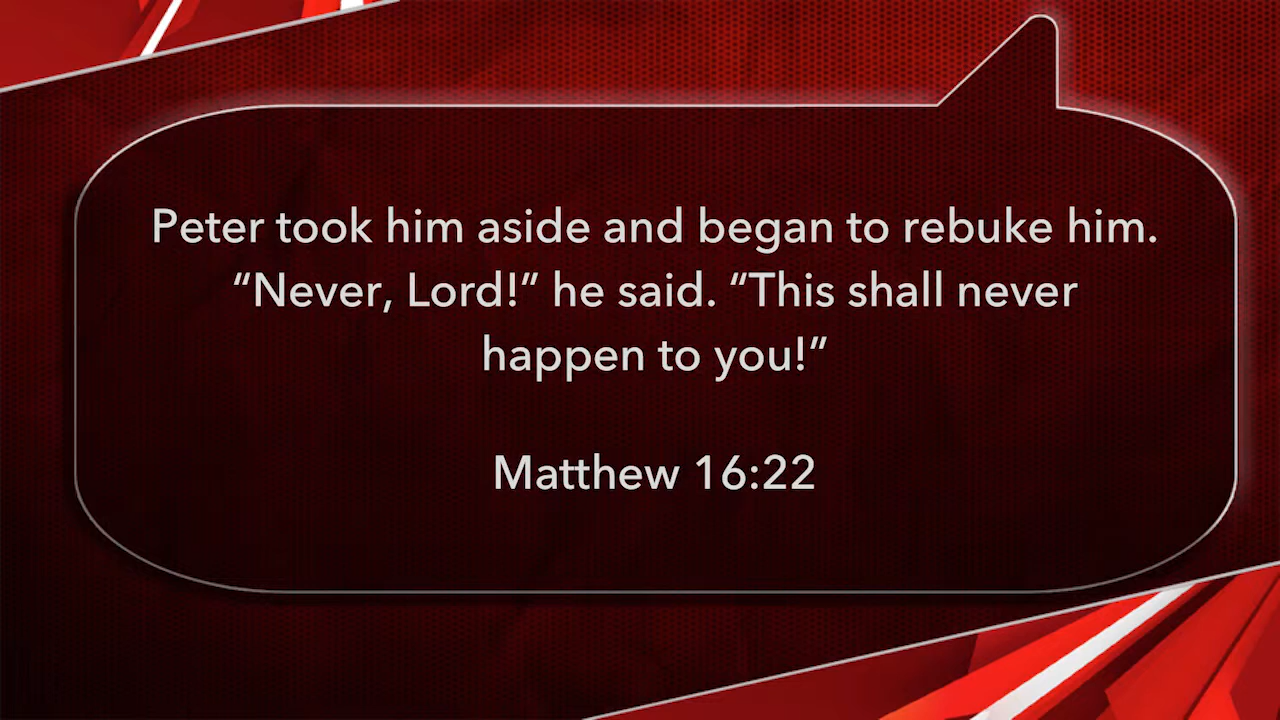 Peter took him aside and began to rebuke him.
“Never, Lord!” he said. “This shall never
happen to you!”
Matthew 16:22